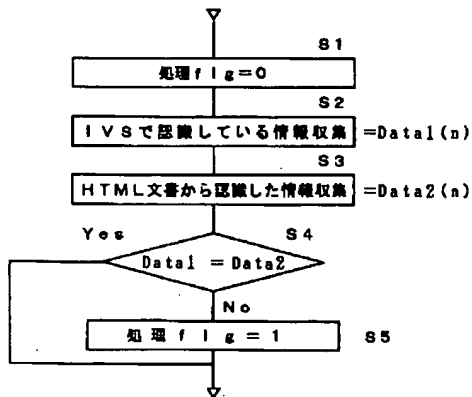 S1
処理flg=0
S2
IVSで認識している情報収集 =Data1(n)
S3
HTML文書から認識した情報収集 =Data2(n)
Yes S4
Data1 =Data2
No
処理flg=1 S5